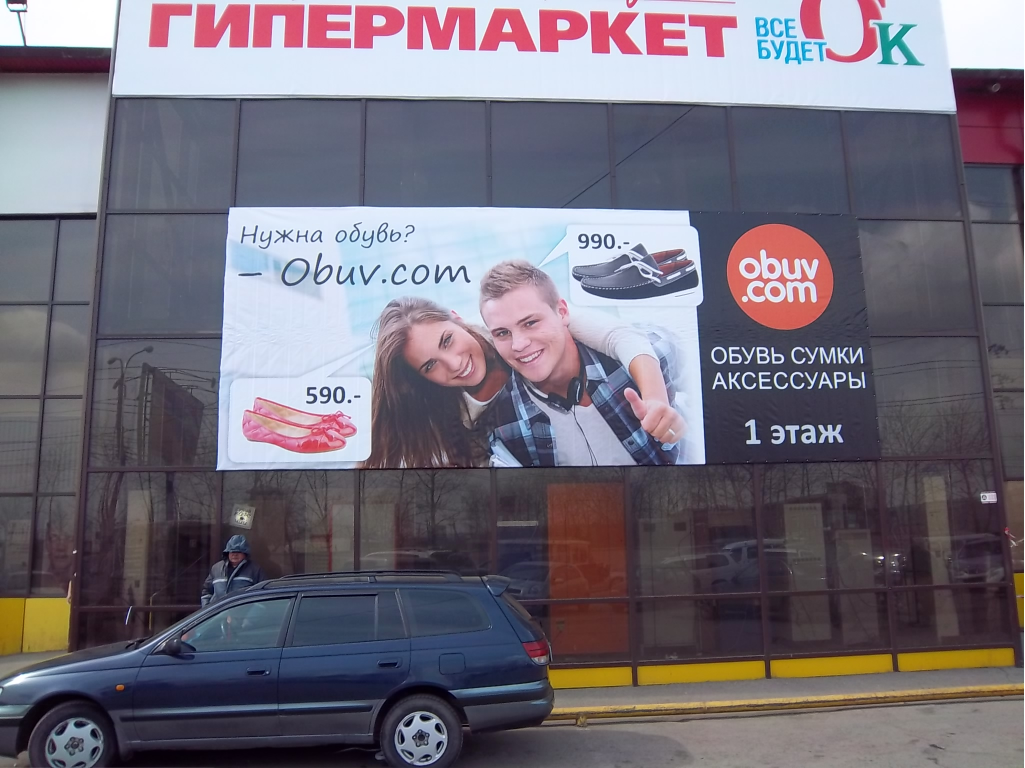 ГИПЕРМАРКЕТ
ВСЕ
БУДЕТ
ОК
Нужна обувь?
– Obuv.com
990.-
590.-
obuv
.com
ОБУВЬ СУМКИ
АКСЕССУАРЫ
1 этаж